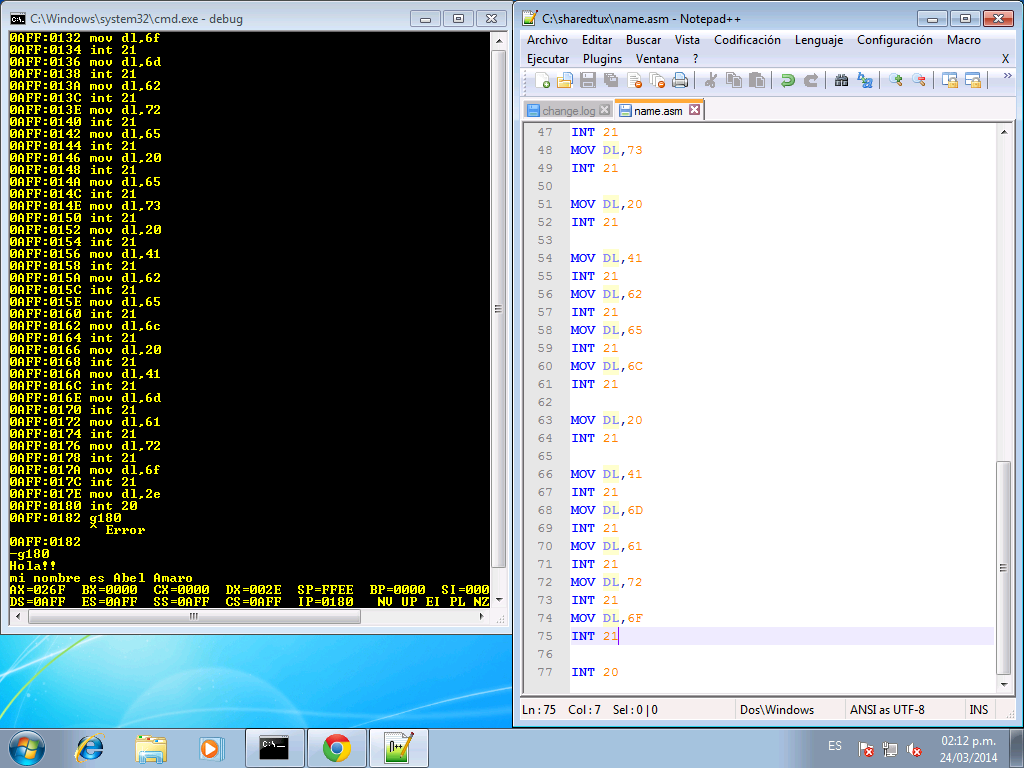 C:\Windows\system32\cmd.exe - debug
0AFF:0132 mov dl,6f
0AFF:0134 int 21
0AFF:0136 mov dl,6d
0AFF:0138 int 21
0AFF:013A mov dl,62
0AFF:013C int 21
0AFF:013E mov dl,72
0AFF:0140 int 21
0AFF:0142 mov dl,65
0AFF:0144 int 21
0AFF:0146 mov dl,20
0AFF:0148 int 21
0AFF:014A mov dl,65
0AFF:014C int 21
0AFF:014E mov dl,73
0AFF:0150 int 21
0AFF:0152 mov dl,20
0AFF:0154 int 21
0AFF:0156 mov dl,41
0AFF:0158 int 21
0AFF:015A mov dl,62
0AFF:015C int 21
0AFF:015E mov dl,65
0AFF:0160 int 21
0AFF:0162 mov dl,6c
0AFF:0164 int 21
0AFF:0166 mov dl,20
0AFF:0168 int 21
0AFF:016A mov dl,41
0AFF:016C int 21
0AFF:016E mov dl,6d
0AFF:0170 int 21
0AFF:0172 mov dl,61
0AFF:0174 int 21
0AFF:0176 mov dl,72
0AFF:0178 int 21
0AFF:017A mov dl,6f
0AFF:017C int 21
0AFF:017E mov dl,2e
0AFF:0180 int 20
0AFF:0182 g180
^ Error
0AFF:0182
-g180
Hola!!
mi nombre es Abel Amaro
AX=026F BX=0000 CX=0000 DX=002E SP=FFEE BP=0000 SI=000
DS=0AFF ES=0AFF SS=0AFF CS=0AFF IP=0180 NV UP EI PL NZ
C:\sharedtux\name.asm - Notepad++
Archivo Editar Buscar Vista Codificación Lenguaje Configuración Macro
Ejecutar Plugins Ventana ? X
change.log name.asm
47 INT 21
48 MOV DL,73
49 INT 21
50
51 MOV DL,20
52 INT 21
53
54 MOV DL,41
55 INT 21
56 MOV DL,62
57 INT 21
58 MOV DL,65
59 INT 21
60 MOV DL,6C
61 INT 21
62
63 MOV DL,20
64 INT 21
65
66 MOV DL,41
67 INT 21
68 MOV DL,6D
69 INT 21
70 MOV DL,61
71 INT 21
72 MOV DL,72
73 INT 21
74 MOV DL,6F
75 INT 21
76
77 INT 20
Ln : 75 Col : 7 Sel : 0 | 0 Dos\Windows ANSI as UTF-8 INS
ES
02:12 p.m.
24/03/2014